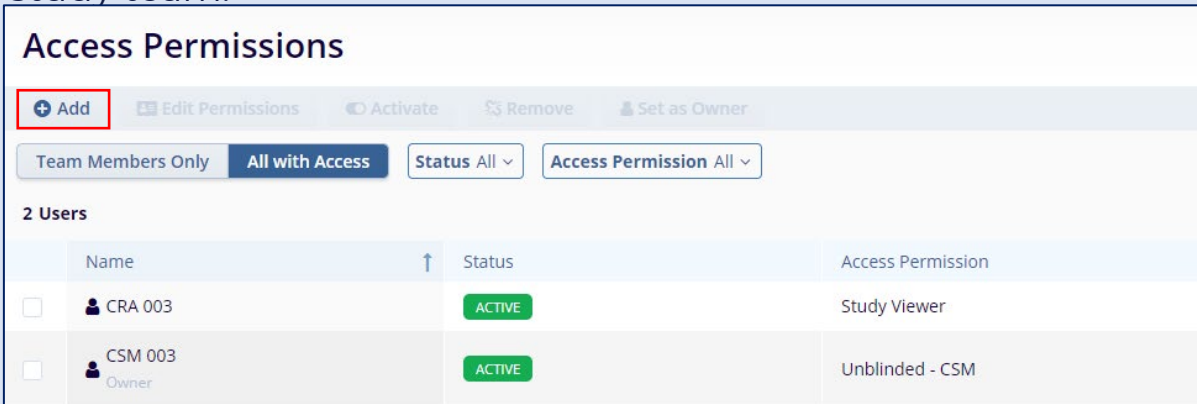 Access Permissions
Add Edit Permissions Activate Remove Set as Owner
Team Members Only All with Access Status All Access Permission All
2 Users
Name ↑ Status Access Permission
CRA 003 ACTIVE Study Viewer
CSM 003 ACTIVE Unblinded - CSM
Owner